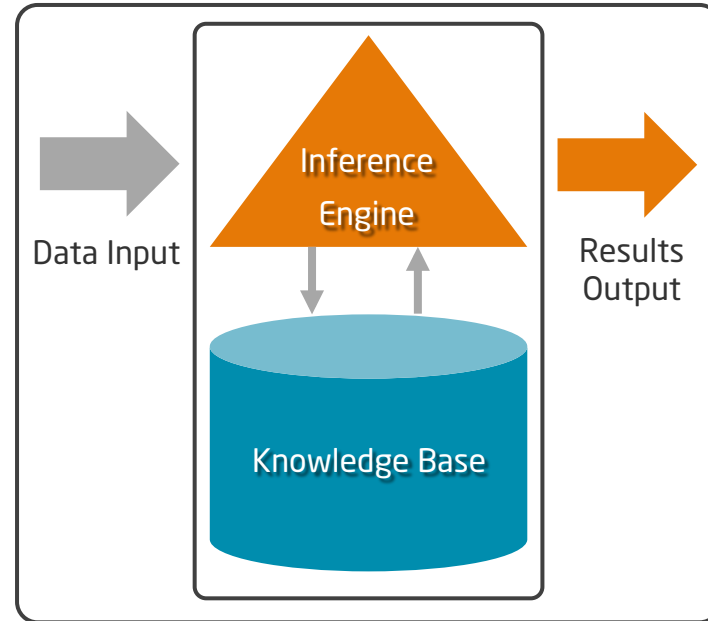 Inference
Engine
Data Input
Results
Output
Knowledge Base